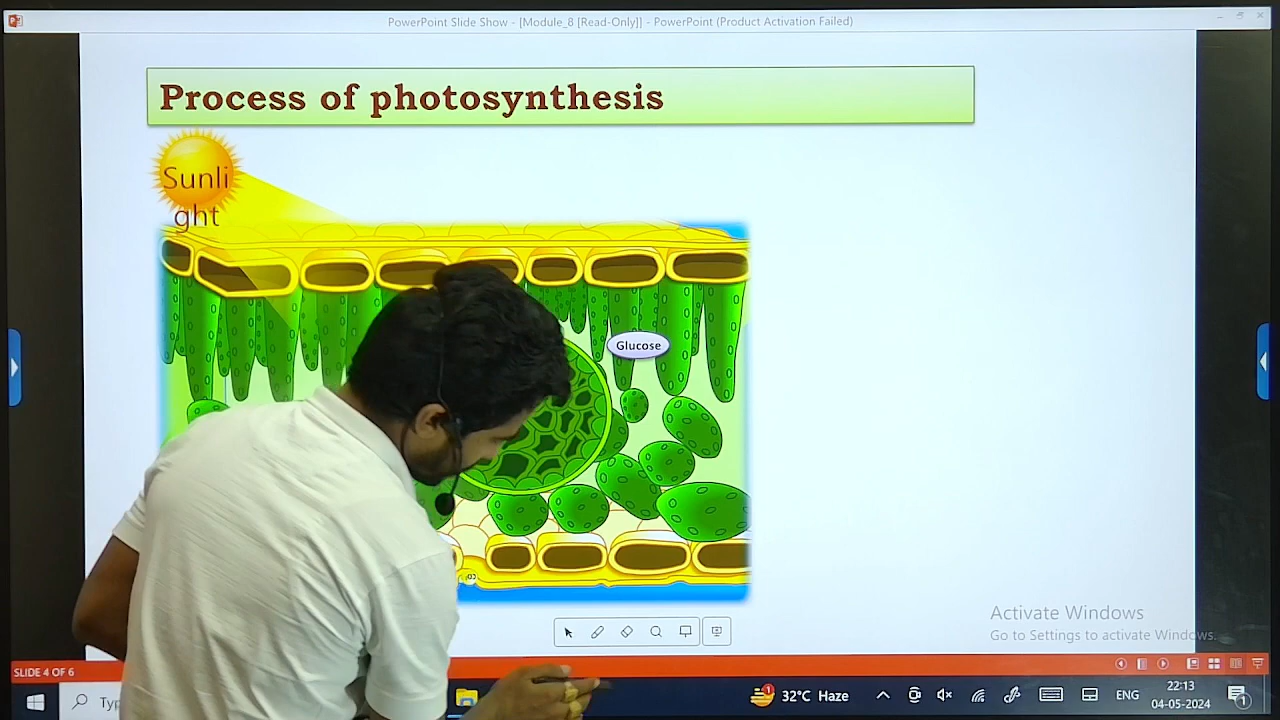 PowerPoint Slide Show - [Module_8 [Read-Only]] - PowerPoint (Product Activation Failed)
Process of photosynthesis
Sunli
ght
Glucose
Activate Windows
Go to Settings to activate Windows.
SLIDE 4 OF 6
Typ
32°C Haze
ENG
22:13
04-05-2024